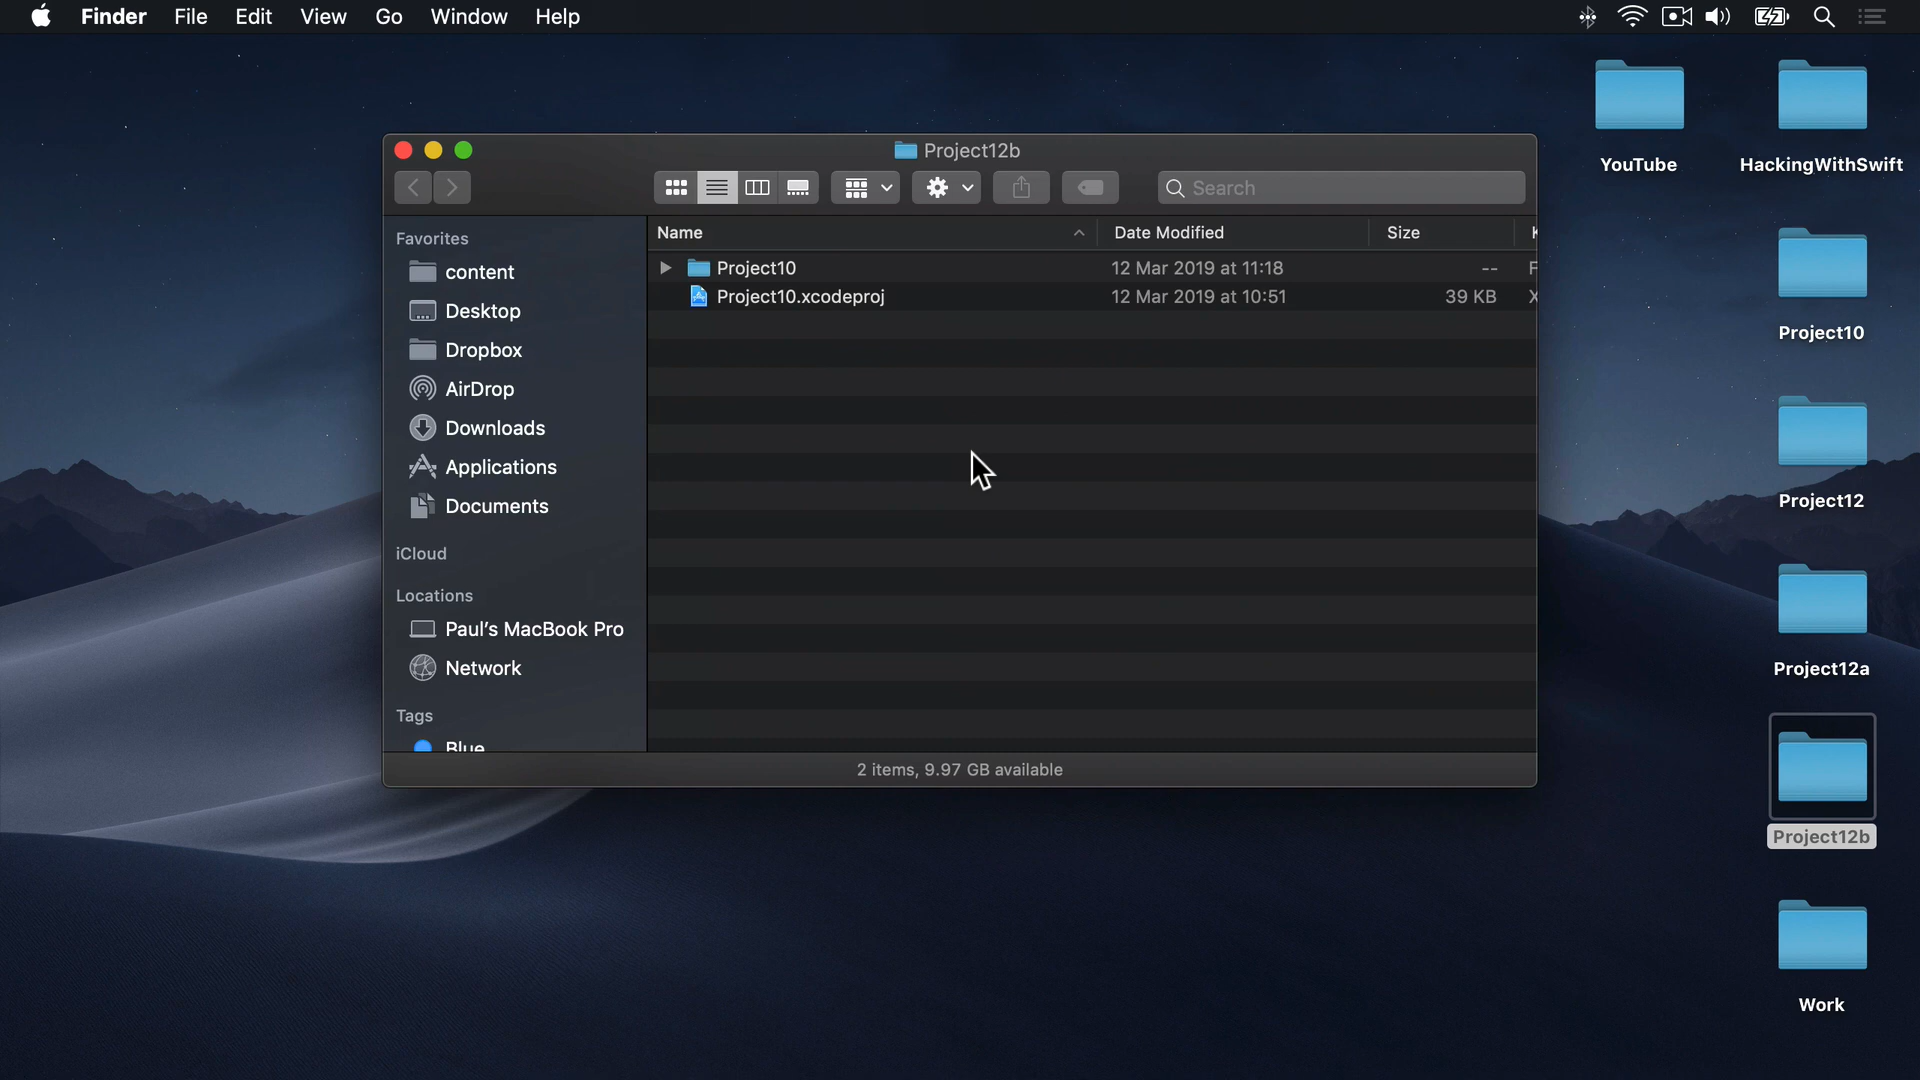 Finder File Edit View Go Window Help
YouTube
HackingWithSwift
Project10
Project12
Project12a
Project12b
Work
Project12b
Search
Favorites
content
Desktop
Dropbox
AirDrop
Downloads
Applications
Documents
iCloud
Locations
Paul's MacBook Pro
Network
Tags
Blue
Name Date Modified Size
Project10 12 Mar 2019 at 11:18 --
Project10.xcodeproj 12 Mar 2019 at 10:51 39 KB
2 items, 9.97 GB available